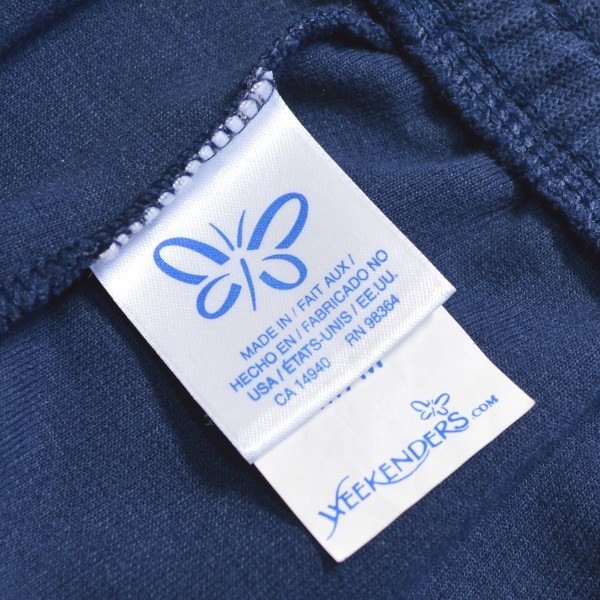 MADE IN / FAIT AUX /
HECHO EN / FABRICADO NO
USA / ÉTATS-UNIS / EE.UU.
CA 14940 RN 98364
WEEKENDERS.COM